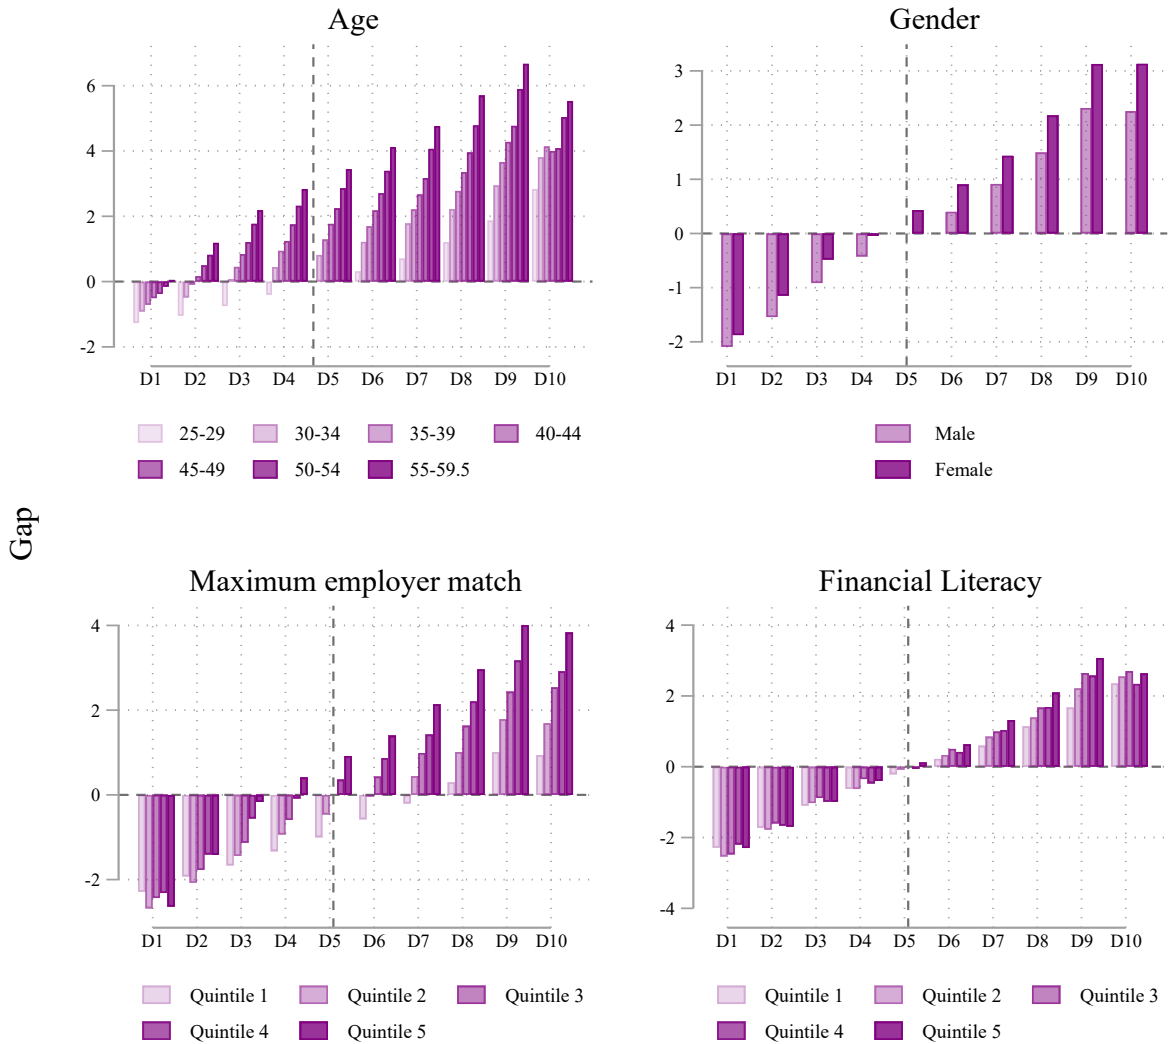 Age
6
4
2
0
-2
D1 D2 D3 D4 D5 D6 D7 D8 D9 D10
25-29 30-34 35-39 40-44
45-49 50-54 55-59.5
Gender
3
2
1
0
-1
-2
D1 D2 D3 D4 D5 D6 D7 D8 D9 D10
Male
Female
Gap
Maximum employer match
4
2
0
-2
D1 D2 D3 D4 D5 D6 D7 D8 D9 D10
Quintile 1 Quintile 2 Quintile 3
Quintile 4 Quintile 5
Financial Literacy
4
2
0
-2
-4
D1 D2 D3 D4 D5 D6 D7 D8 D9 D10
Quintile 1 Quintile 2 Quintile 3
Quintile 4 Quintile 5